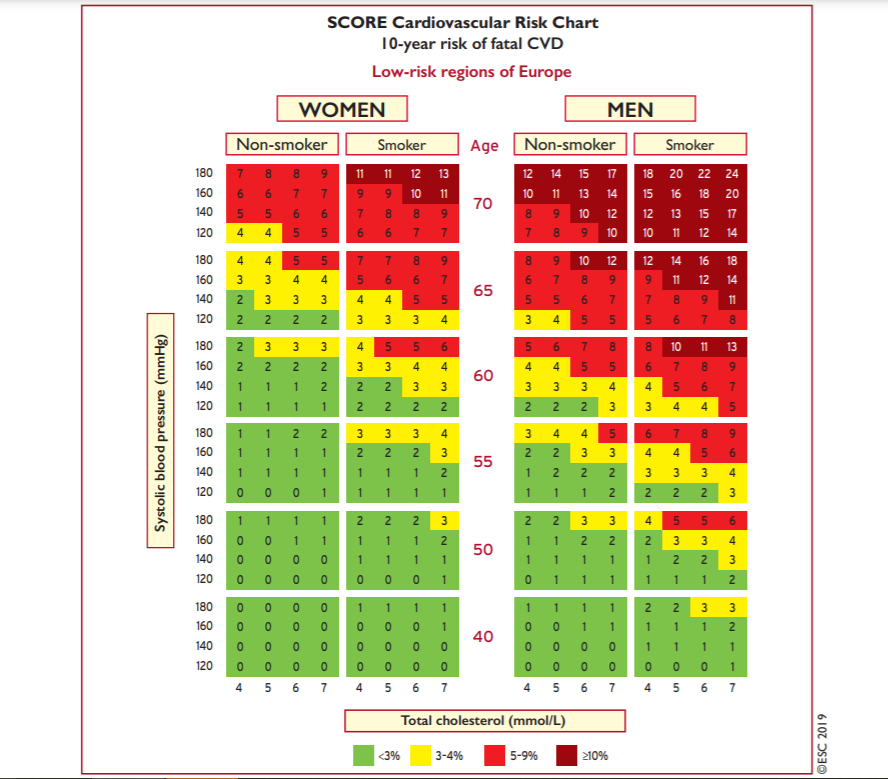 SCORE Cardiovascular Risk Chart
10-year risk of fatal CVD
Low-risk regions of Europe
WOMEN MEN
Non-smoker Smoker Age Non-smoker Smoker
180 7 8 8 9 11 11 12 13 12 14 15 17 18 20 22 24
160 6 6 7 7 9 9 10 11 10 11 13 14 15 16 18 20
70
140 5 5 6 6 7 8 8 9 8 9 10 12 12 13 15 17
120 4 4 5 5 6 6 7 7 7 8 9 10 10 11 12 14
180 4 4 5 5 7 7 8 9 8 9 10 12 12 14 16 18
160 3 3 4 4 5 6 6 7 6 7 8 9 9 11 12 14
65
140 2 3 3 3 4 4 5 5 5 5 6 7 7 8 9 11
120 2 2 2 2 3 3 3 4 3 4 5 5 5 6 7 8
180 2 3 3 3 4 5 5 6 5 6 7 8 8 10 11 13
160 2 2 2 2 3 3 4 4 4 4 5 5 6 7 8 9
60
140 1 1 1 2 2 2 3 3 3 3 3 4 4 5 6 7
120 1 1 1 1 2 2 2 2 2 2 2 3 3 4 4 5
180 1 1 2 2 3 3 3 4 3 4 4 5 6 7 8 9
160 1 1 1 1 2 2 2 3 2 2 3 3 4 4 5 6
55
140 1 1 1 1 1 1 1 2 1 2 2 2 3 3 3 4
120 0 0 0 1 1 1 1 1 1 1 1 2 2 2 2 3
180 1 1 1 1 2 2 2 3 2 2 3 3 4 5 5 6
160 0 0 1 1 1 1 1 2 1 1 2 2 2 3 3 4
50
140 0 0 0 0 1 1 1 1 1 1 1 1 1 2 2 3
120 0 0 0 0 0 0 0 1 0 1 1 1 1 1 1 2
180 0 0 0 0 1 1 1 1 1 1 1 1 2 2 3 3
160 0 0 0 0 0 0 0 1 0 0 1 1 1 1 1 2
40
140 0 0 0 0 0 0 0 0 0 0 0 0 0 1 1 1
120 0 0 0 0 0 0 0 0 0 0 0 0 0 0 0 1
4 5 6 7 4 5 6 7 4 5 6 7 4 5 6 7
Systolic blood pressure (mmHg)
Total cholesterol (mmol/L)
<3% 3-4% 5-9% ≥10%
©ESC 2019